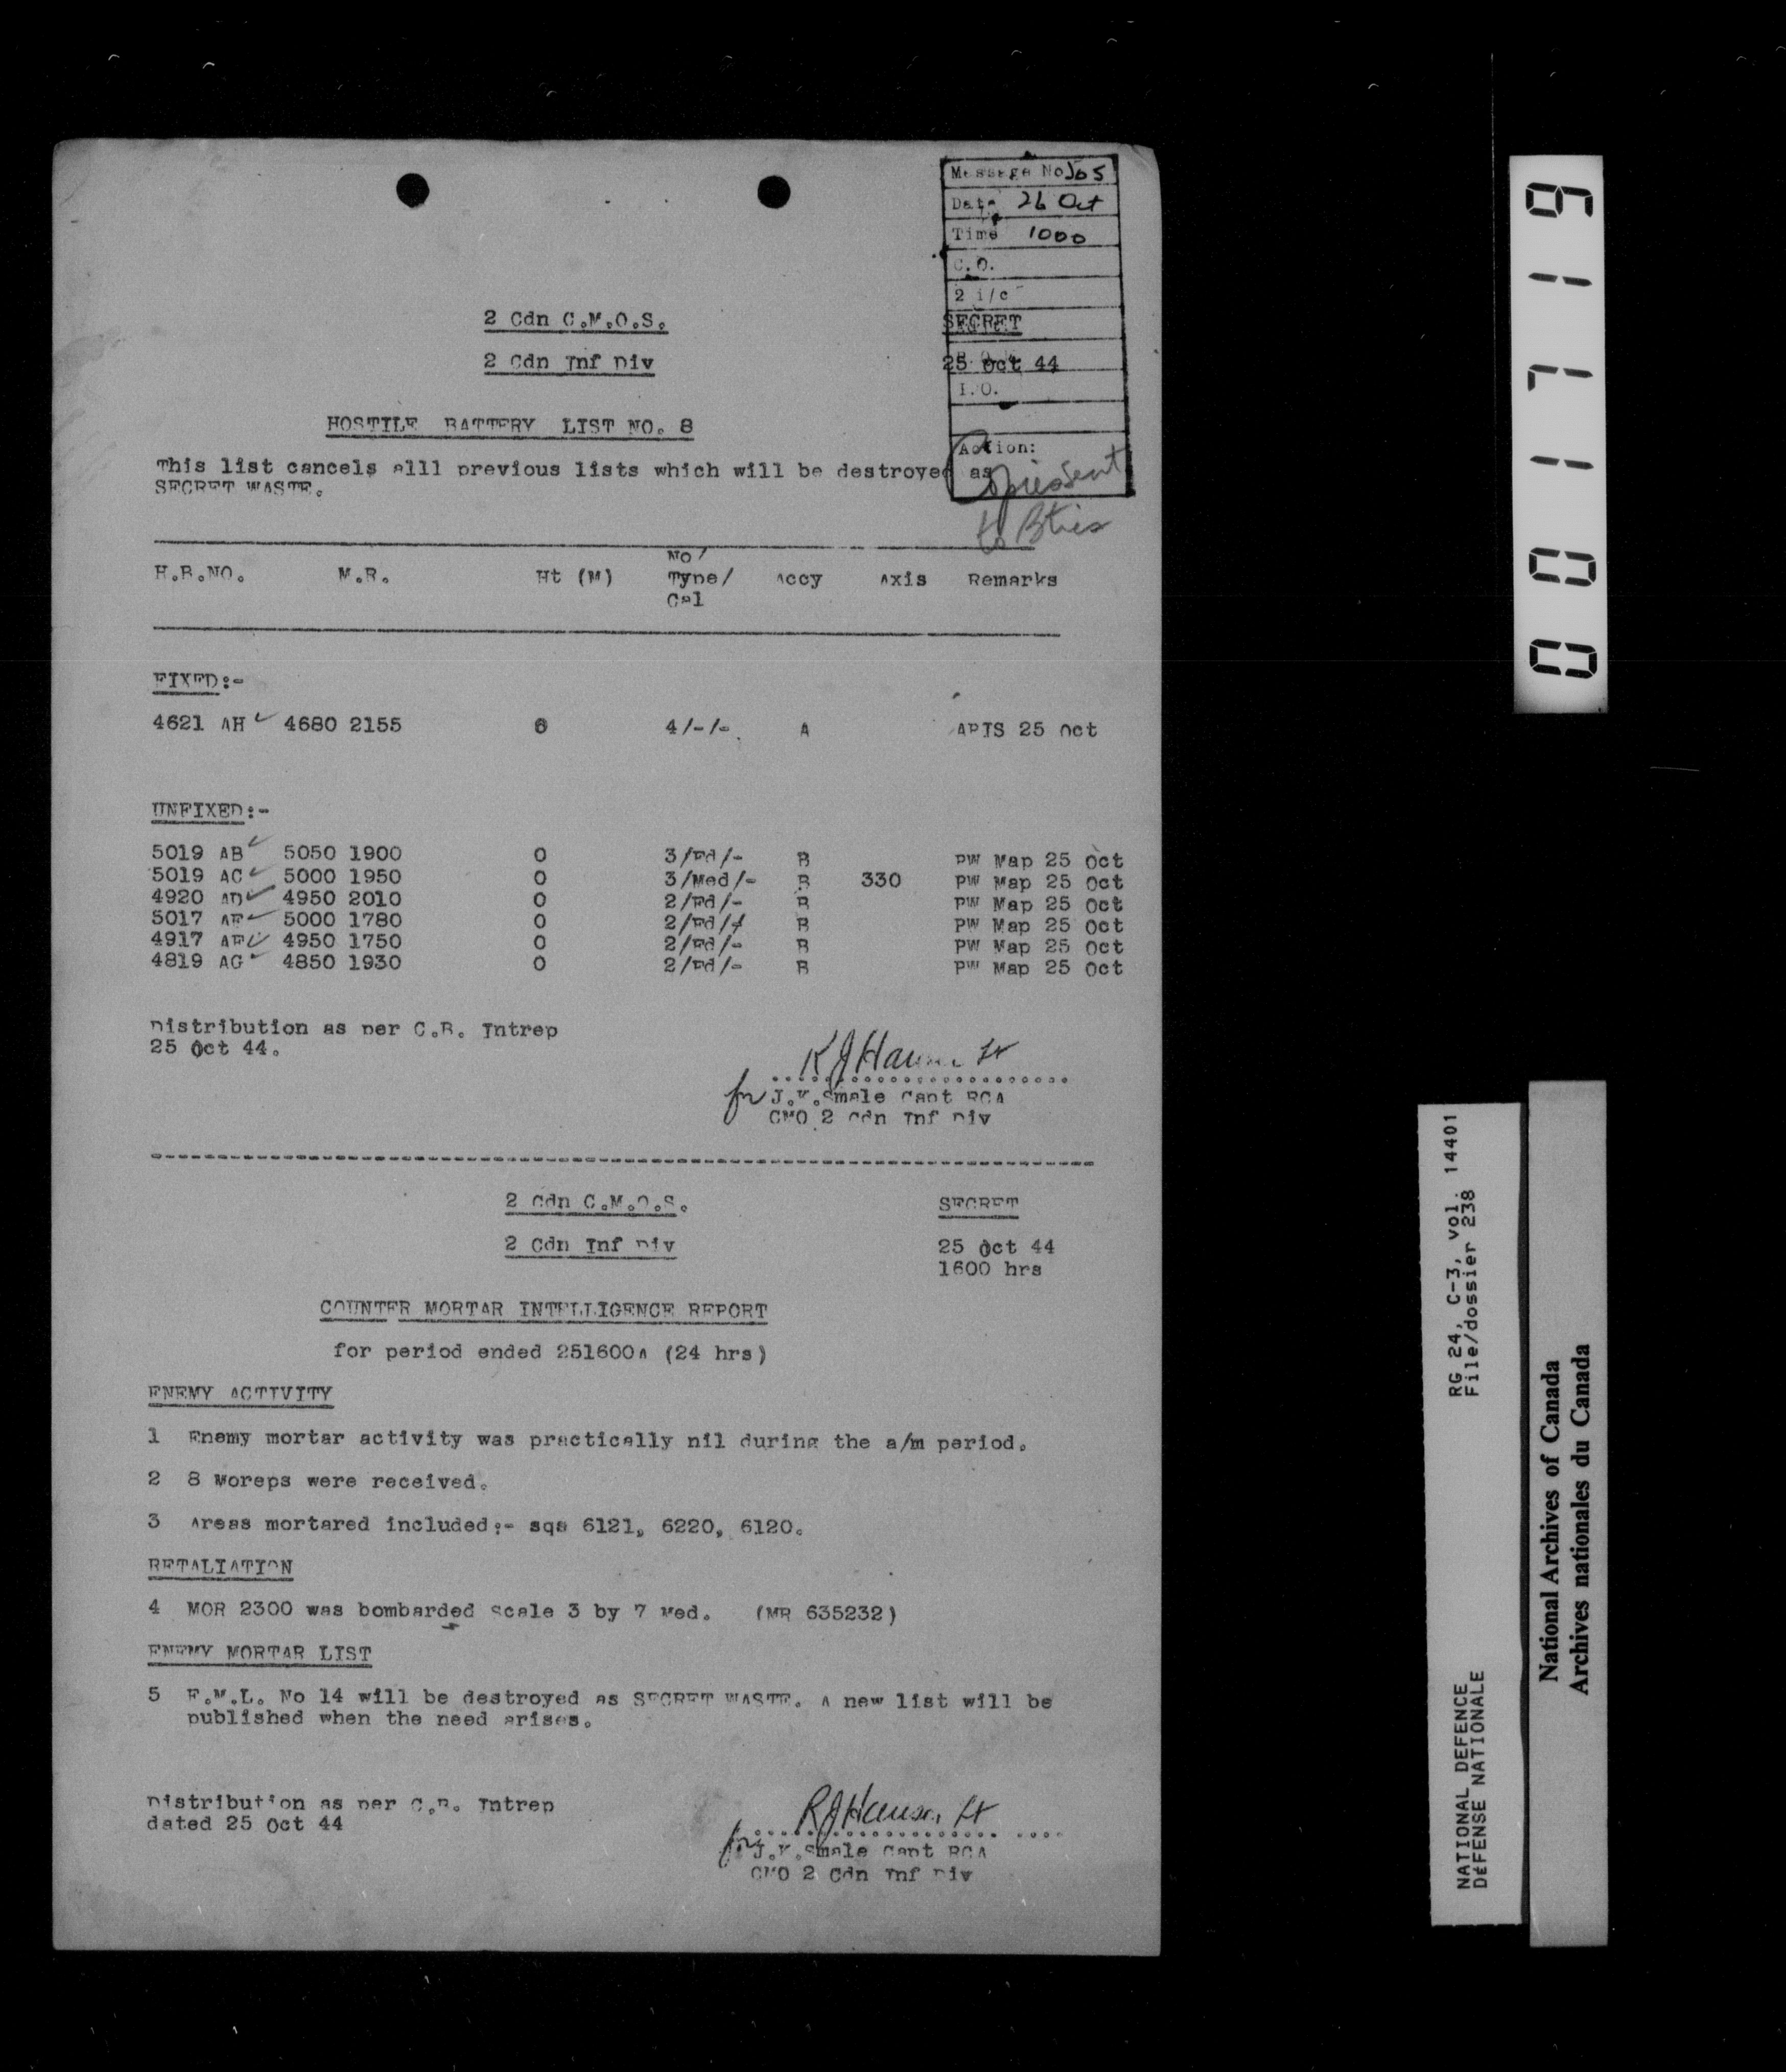 Message No 105
Date 26 Oct
Time 1000
C.O.
2 i/c
2 Cdn C.M.O.S.
SECRET
2 Cdn Inf Div
25 Oct 44
I.O.
HOSTILE BATTERY LIST NO. 8
Action:
Copies sent
to Bties
This list cancels alll previous lists which will be destroyed as
SECRET WASTE.
H.B.NO. M.R. Ht (M) No/ Type/ Cal Accy Axis Remarks
FIXED:-
4621 AH ✓ 4680 2155 6 4/-/- A APIS 25 Oct
UNFIXED:-
5019 AB ✓ 5050 1900 0 3/Fd/- B PW Map 25 Oct
5019 AC ✓ 5000 1950 0 3/Med/- B 330 PW Map 25 Oct
4920 AD ✓ 4950 2010 0 2/Fd/- B PW Map 25 Oct
5017 AE ✓ 5000 1780 0 2/Fd/- B PW Map 25 Oct
4917 AF ✓ 4950 1750 0 2/Fd/- B PW Map 25 Oct
4819 AG ✓ 4850 1930 0 2/Fd/- B PW Map 25 Oct
Distribution as per C.B. Intrep
25 Oct 44.
Lt
for J.K.Smale Capt RCA
CMO 2 Cdn Inf Div
2 Cdn C.M.O.S. SECRET
2 Cdn Inf Div 25 Oct 44
1600 hrs
COUNTER MORTAR INTELLIGENCE REPORT
for period ended 251600A (24 hrs)
ENEMY ACTIVITY
1 Enemy mortar activity was practically nil during the a/m period.
2 8 Moreps were received.
3 Areas mortared included:- sqs 6121, 6220, 6120.
RETALIATION
4 MOR 2300 was bombarded scale 3 by 7 Med. (MR 635232)
ENEMY MORTAR LIST
5 E.M.L. No 14 will be destroyed as SECRET WASTE. A new list will be
published when the need arises.
Distribution as per C.B. Intrep
dated 25 Oct 44
Lt
for J.K.Smale Capt RCA
CMO 2 Cdn Inf Div
001719
RG 24, C-3, vol. 14401
File/dossier 238
NATIONAL DEFENCE
DÉFENSE NATIONALE
National Archives of Canada
Archives nationales du Canada